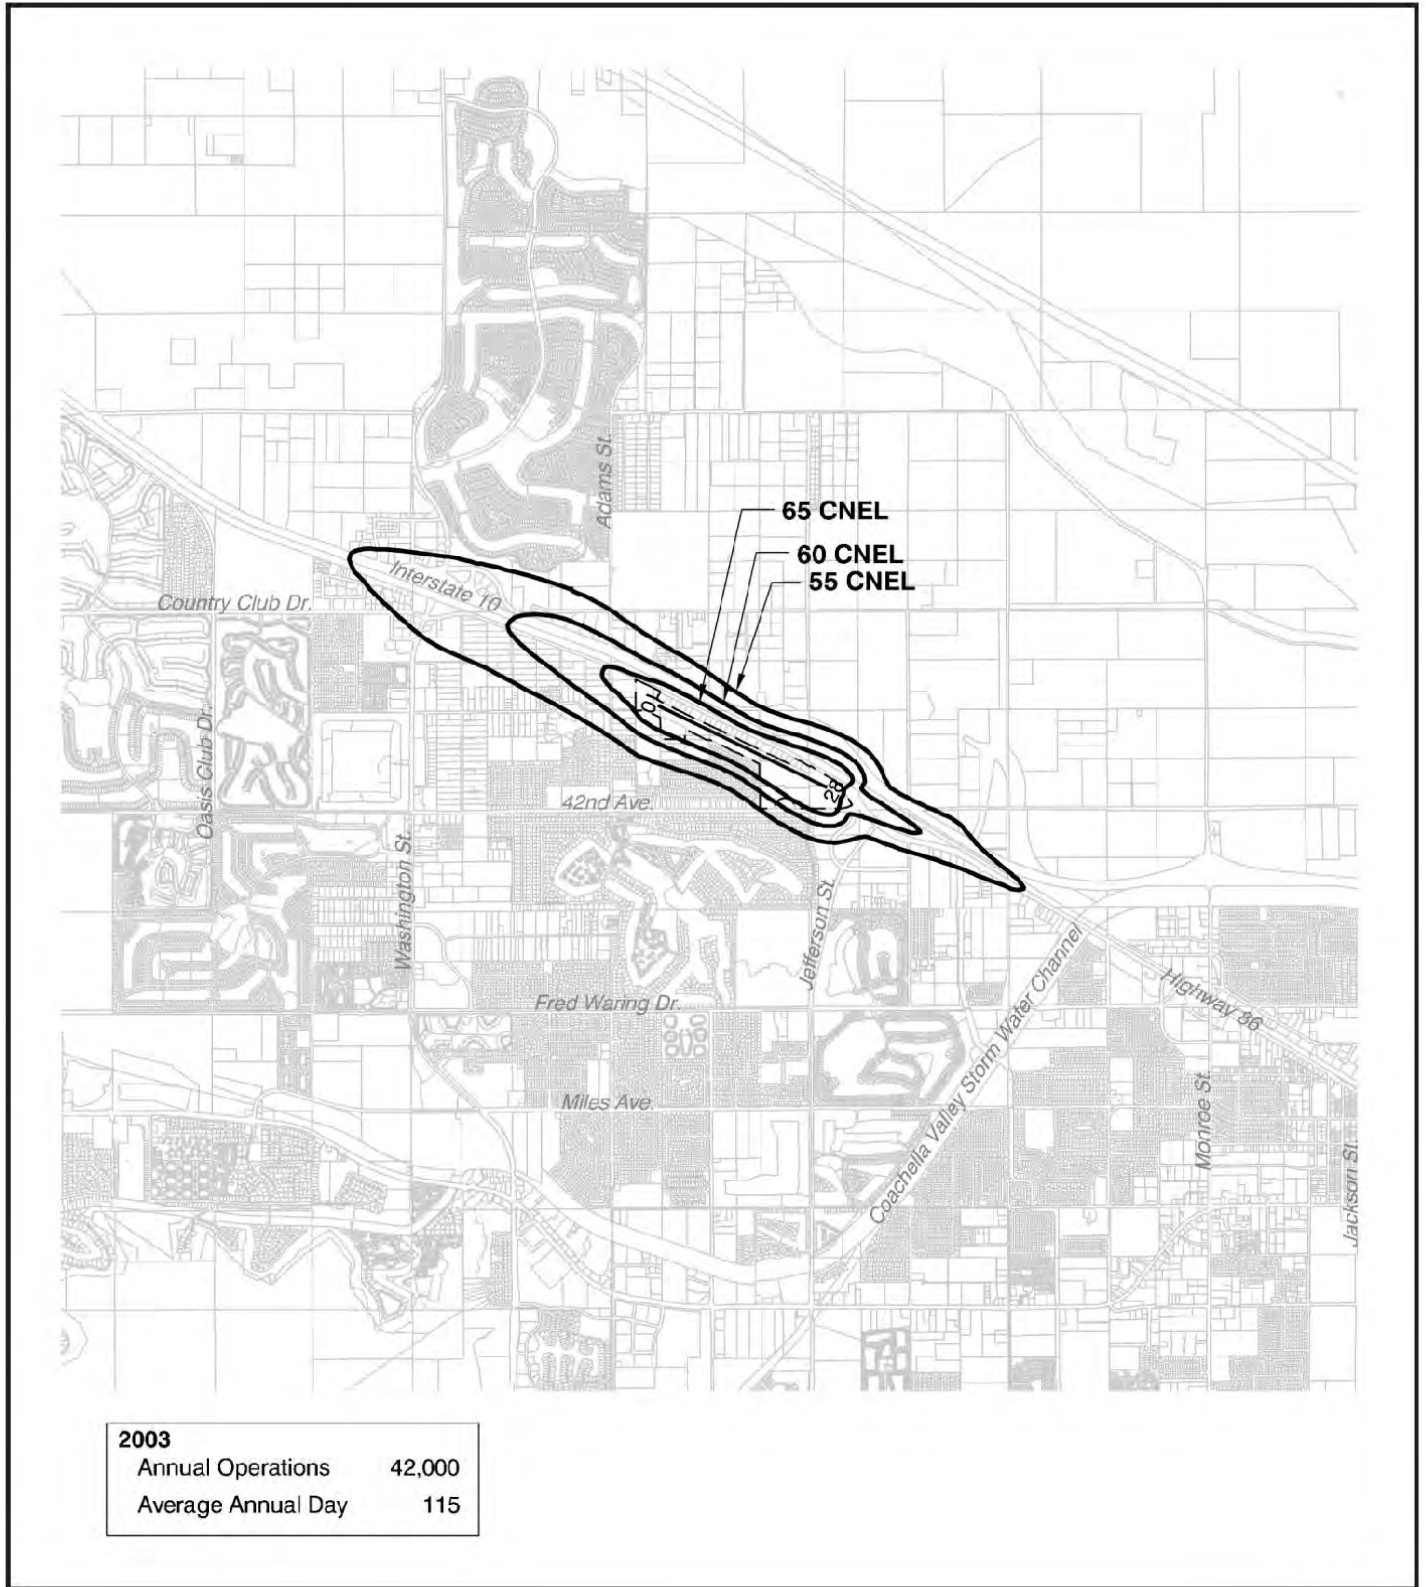 Adams St.
65 CNEL
60 CNEL
55 CNEL
Interstate 10
Country Club Dr.
Oasis Club Dr.
10
28
42nd Ave.
Washington St.
Jefferson St.
Fred Waring Dr.
Coachella Valley Storm Water Channel
Highway 86
Miles Ave.
Monroe St.
Jackson St.
2003
Annual Operations 42,000
Average Annual Day 115